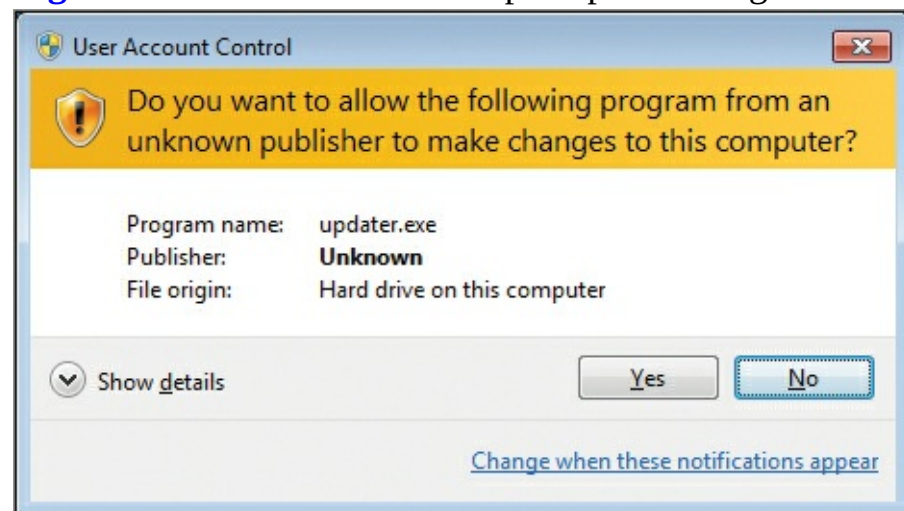 User Account Control
Do you want to allow the following program from an
unknown publisher to make changes to this computer?
Program name: updater.exe
Publisher: Unknown
File origin: Hard drive on this computer
Show details
Yes No
Change when these notifications appear